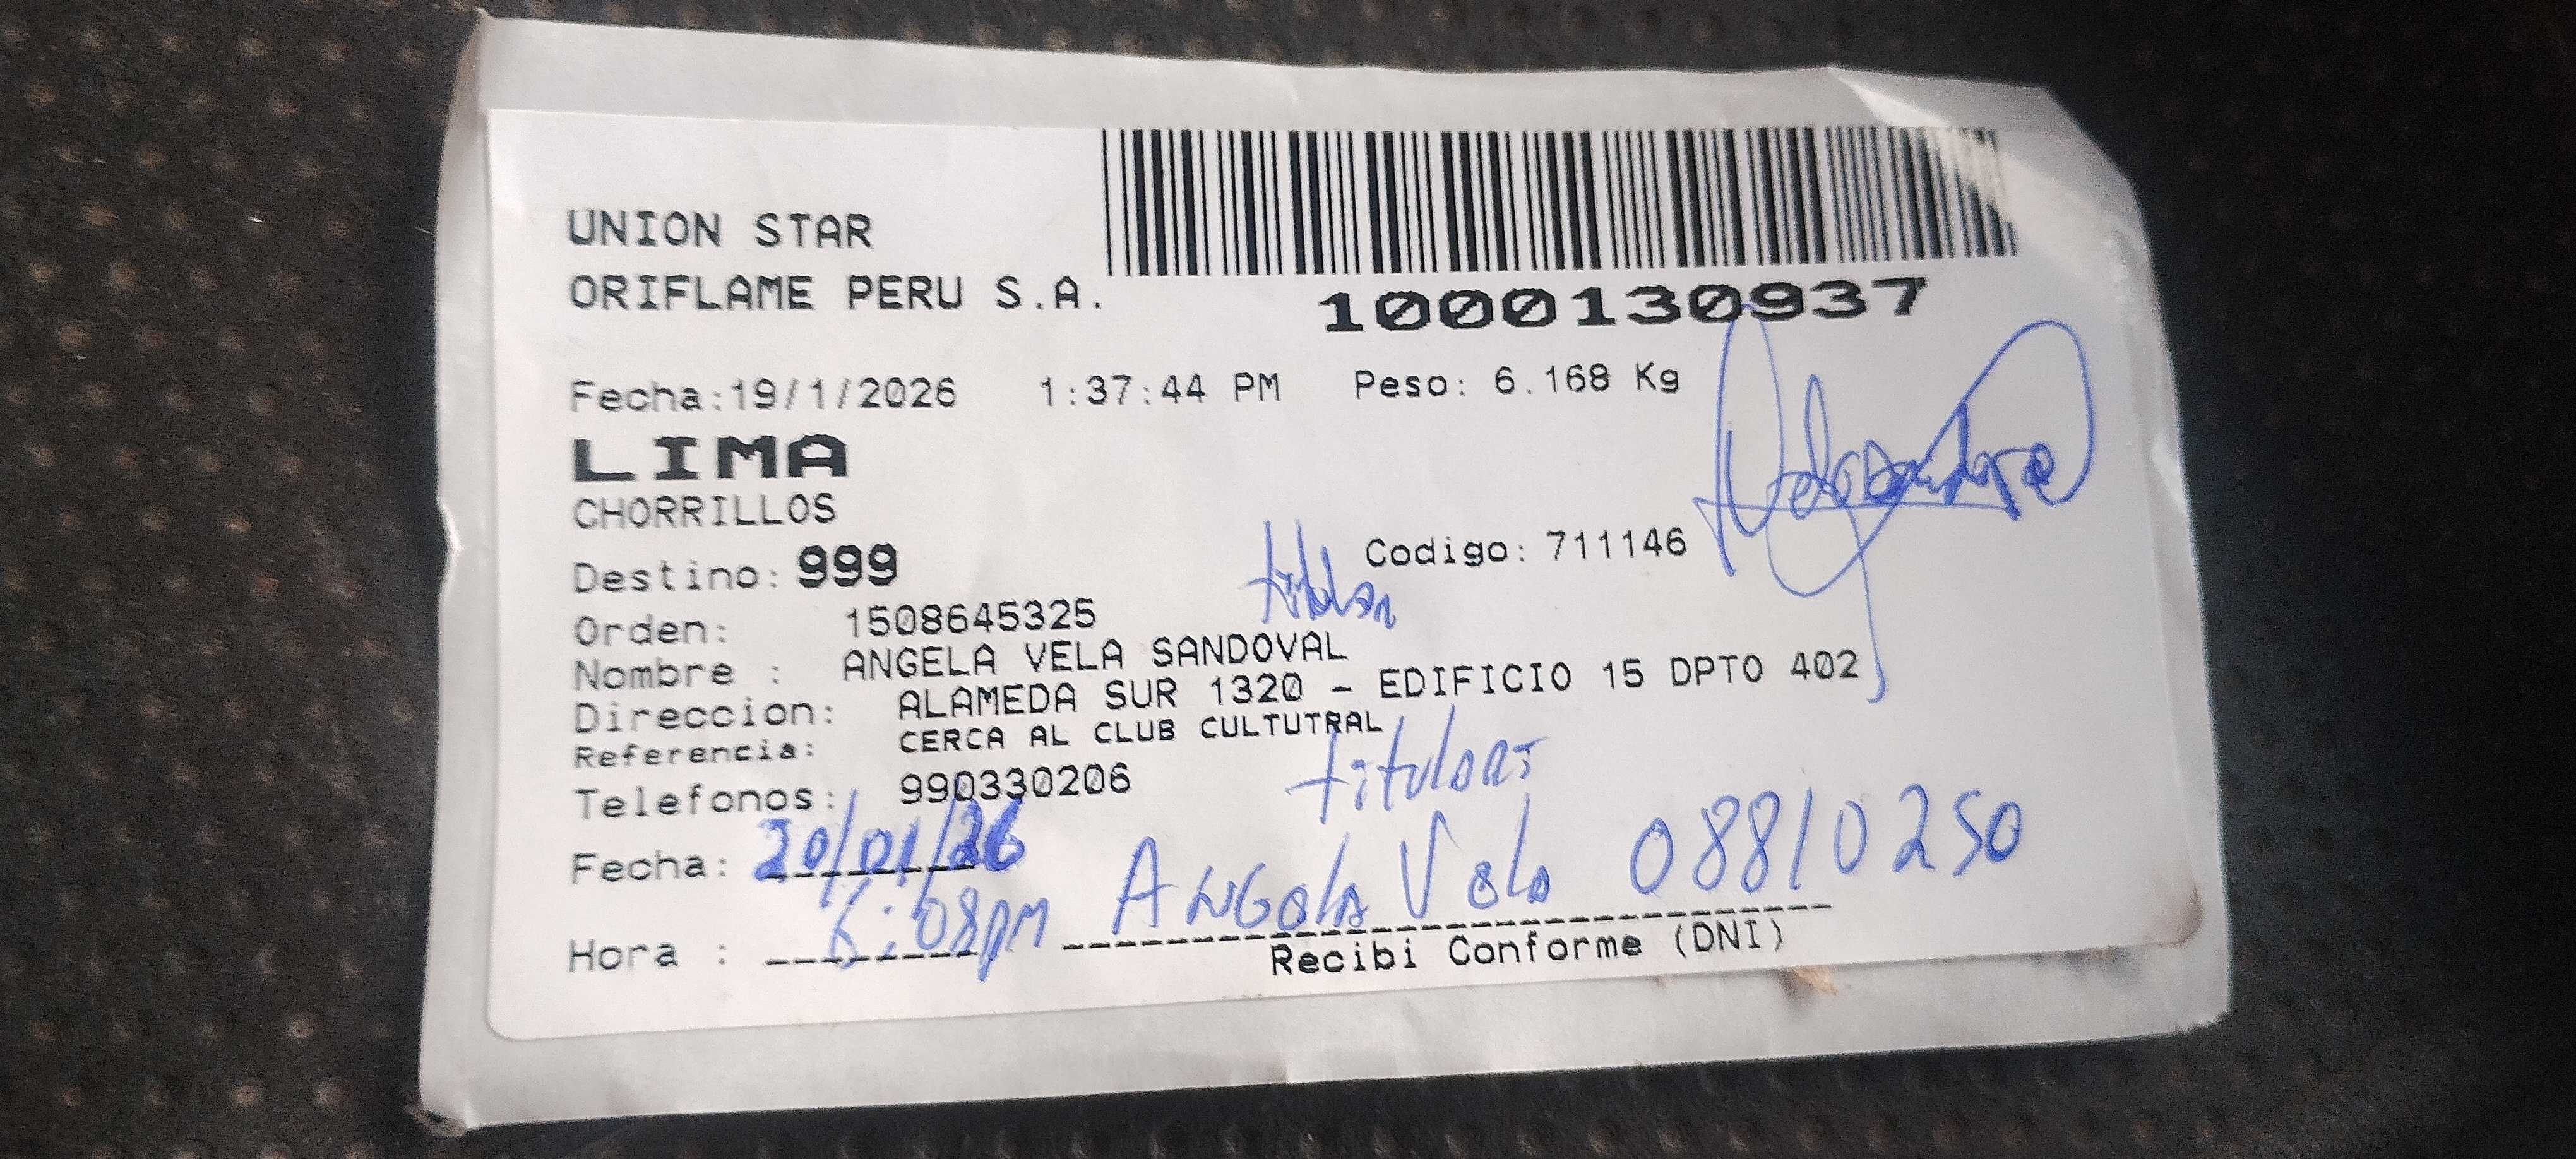 UNION STAR
ORIFLAME PERU S.A.
1000130937
Fecha:19/1/2026 1:37:44 PM Peso: 6.168 Kg
LIMA
CHORRILLOS
Destino: 999 Codigo: 711146
titular
Orden: 1508645325
Nombre : ANGELA VELA SANDOVAL
Direccion: ALAMEDA SUR 1320 - EDIFICIO 15 DPTO 402
Referencia: CERCA AL CLUB CULTUTRAL
Telefonos: 990330206
titular
Fecha: 20/01/26
Angela Vela 08810250
Hora : 6:08pm
Recibi Conforme (DNI)